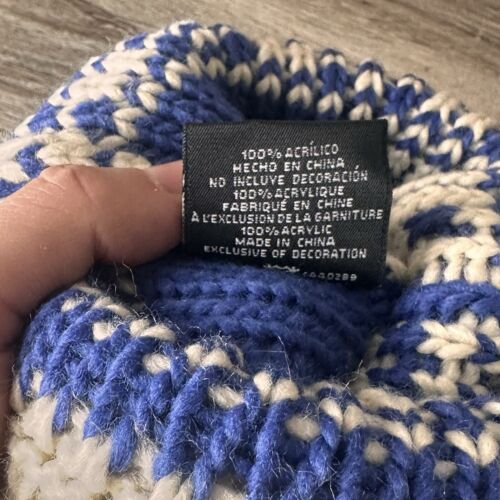 100% ACRÍLICO
HECHO EN CHINA
NO INCLUYE DECORACIÓN
100% ACRYLIQUE
FABRIQUÉ EN CHINE
À L'EXCLUSION DE LA GARNITURE
100% ACRYLIC
MADE IN CHINA
EXCLUSIVE OF DECORATION